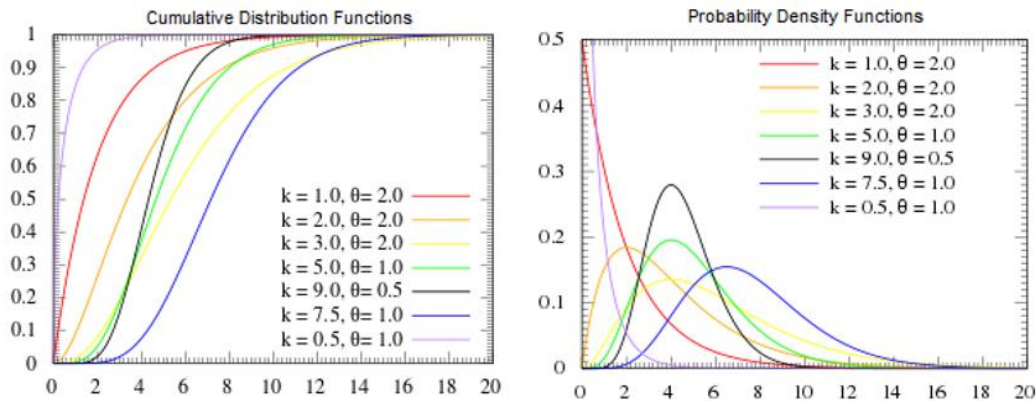 Cumulative Distribution Functions
1
0.9
0.8
0.7
0.6
0.5
0.4
0.3
0.2
0.1
0
0 2 4 6 8 10 12 14 16 18 20
k = 1.0, θ= 2.0
k = 2.0, θ= 2.0
k = 3.0, θ= 2.0
k = 5.0, θ= 1.0
k = 9.0, θ= 0.5
k = 7.5, θ= 1.0
k = 0.5, θ= 1.0
Probability Density Functions
0.5
0.4
0.3
0.2
0.1
0
0 2 4 6 8 10 12 14 16 18 20
k = 1.0, θ = 2.0
k = 2.0, θ = 2.0
k = 3.0, θ = 2.0
k = 5.0, θ = 1.0
k = 9.0, θ = 0.5
k = 7.5, θ = 1.0
k = 0.5, θ = 1.0